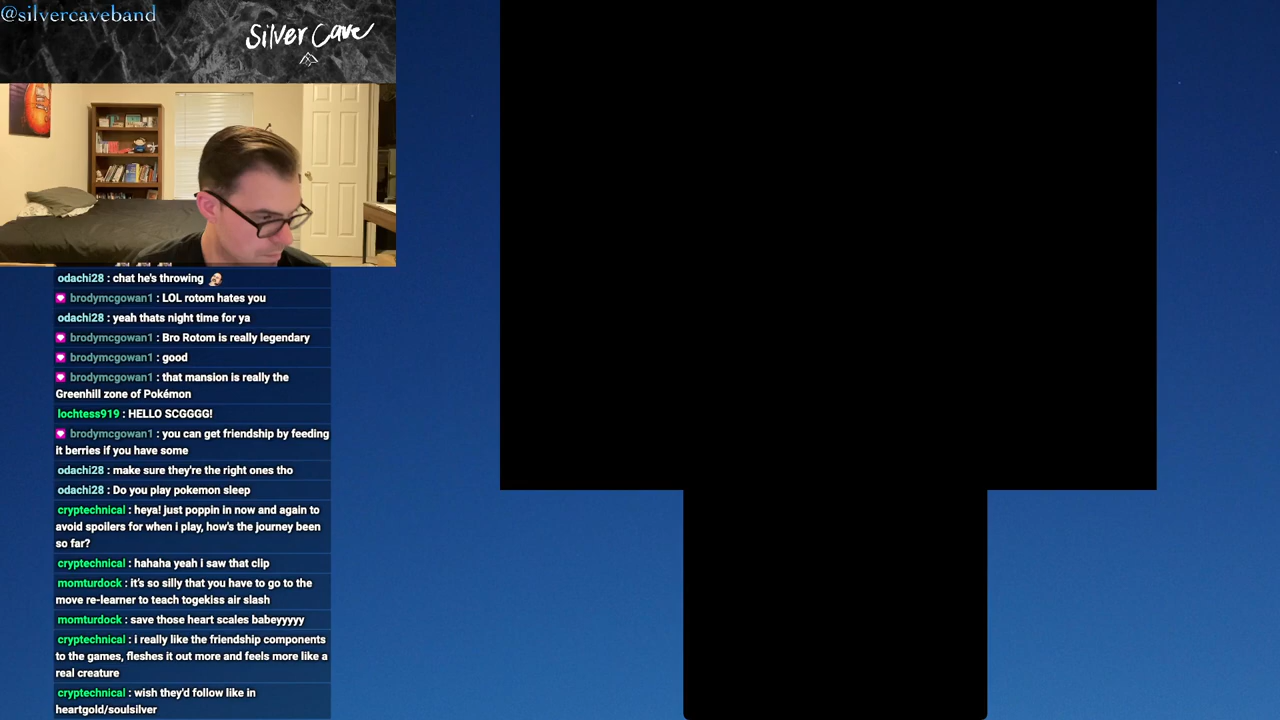 @silvercaveband
Silver Cave
odachi28 : chat he's throwing
brodymcgowan1 : LOL rotom hates you
odachi28 : yeah thats night time for ya
brodymcgowan1 : Bro Rotom is really legendary
brodymcgowan1 : good
brodymcgowan1 : that mansion is really the
Greenhill zone of Pokémon
lochtess919 : HELLO SCGGGG!
brodymcgowan1 : you can get friendship by feeding
it berries if you have some
odachi28 : make sure they're the right ones tho
odachi28 : Do you play pokemon sleep
cryptechnical : heya! just poppin in now and again to
avoid spoilers for when i play, how's the journey been
so far?
cryptechnical : hahaha yeah i saw that clip
momturdock : it's so silly that you have to go to the
move re-learner to teach togekiss air slash
momturdock : save those heart scales babeyyyyy
cryptechnical : i really like the friendship components
to the games, fleshes it out more and feels more like a
real creature
cryptechnical : wish they'd follow like in
heartgold/soulsilver